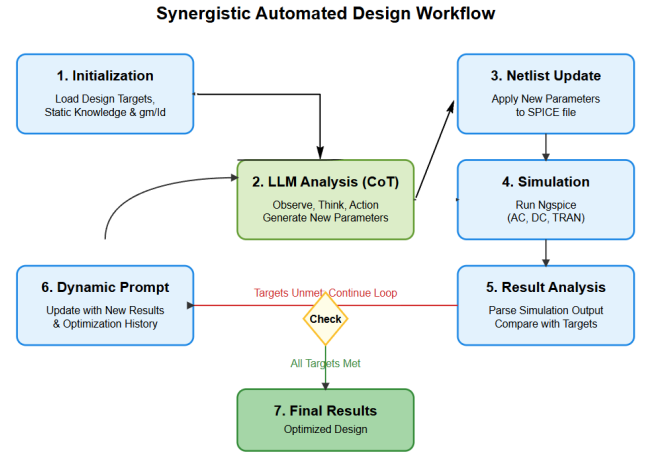 Synergistic Automated Design Workflow
1. Initialization
Load Design Targets,
Static Knowledge & gm/Id
2. LLM Analysis (CoT)
Observe, Think, Action
Generate New Parameters
3. Netlist Update
Apply New Parameters
to SPICE file
4. Simulation
Run Ngspice
(AC, DC, TRAN)
5. Result Analysis
Parse Simulation Output
Compare with Targets
Targets Unmet, Continue Loop
Check
6. Dynamic Prompt
Update with New Results
& Optimization History
All Targets Met
7. Final Results
Optimized Design